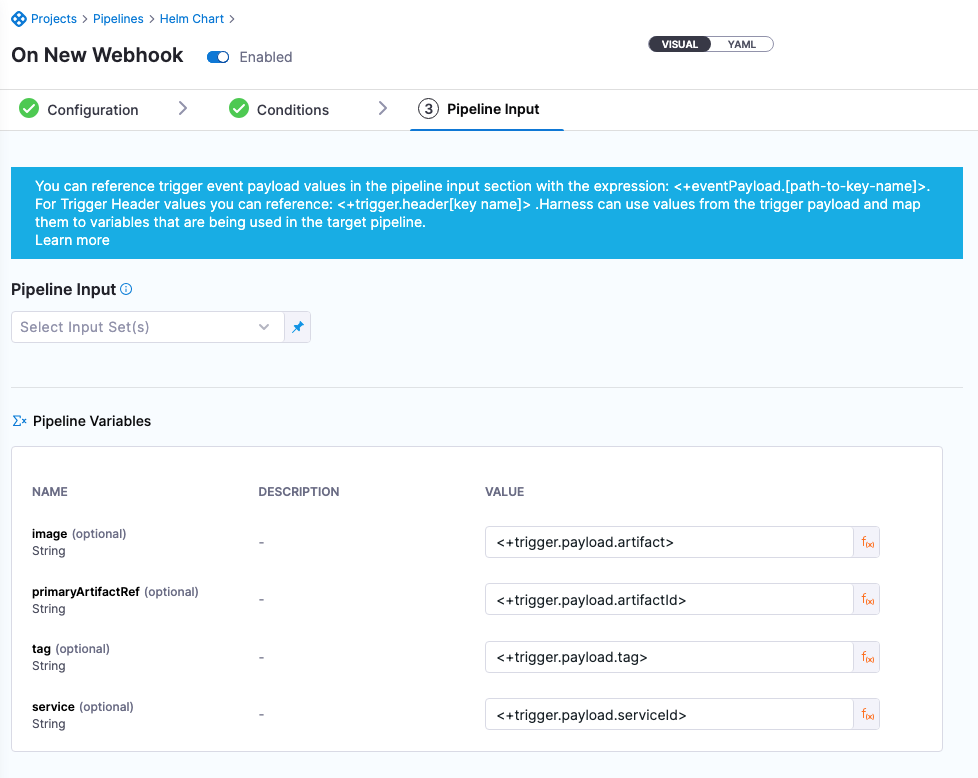 Projects > Pipelines > Helm Chart >
On New Webhook Enabled
VISUAL YAML
Configuration > Conditions > 3 Pipeline Input
You can reference trigger event payload values in the pipeline input section with the expression: <+eventPayload.[path-to-key-name]>.
For Trigger Header values you can reference: <+trigger.header[key name]> .Harness can use values from the trigger payload and map
them to variables that are being used in the target pipeline.
Learn more
Pipeline Input
Select Input Set(s)
Pipeline Variables
NAME DESCRIPTION VALUE
image (optional)
String
- <+trigger.payload.artifact> f(x)
primaryArtifactRef (optional)
String
- <+trigger.payload.artifactId> f(x)
tag (optional)
String
- <+trigger.payload.tag> f(x)
service (optional)
String
- <+trigger.payload.serviceId> f(x)